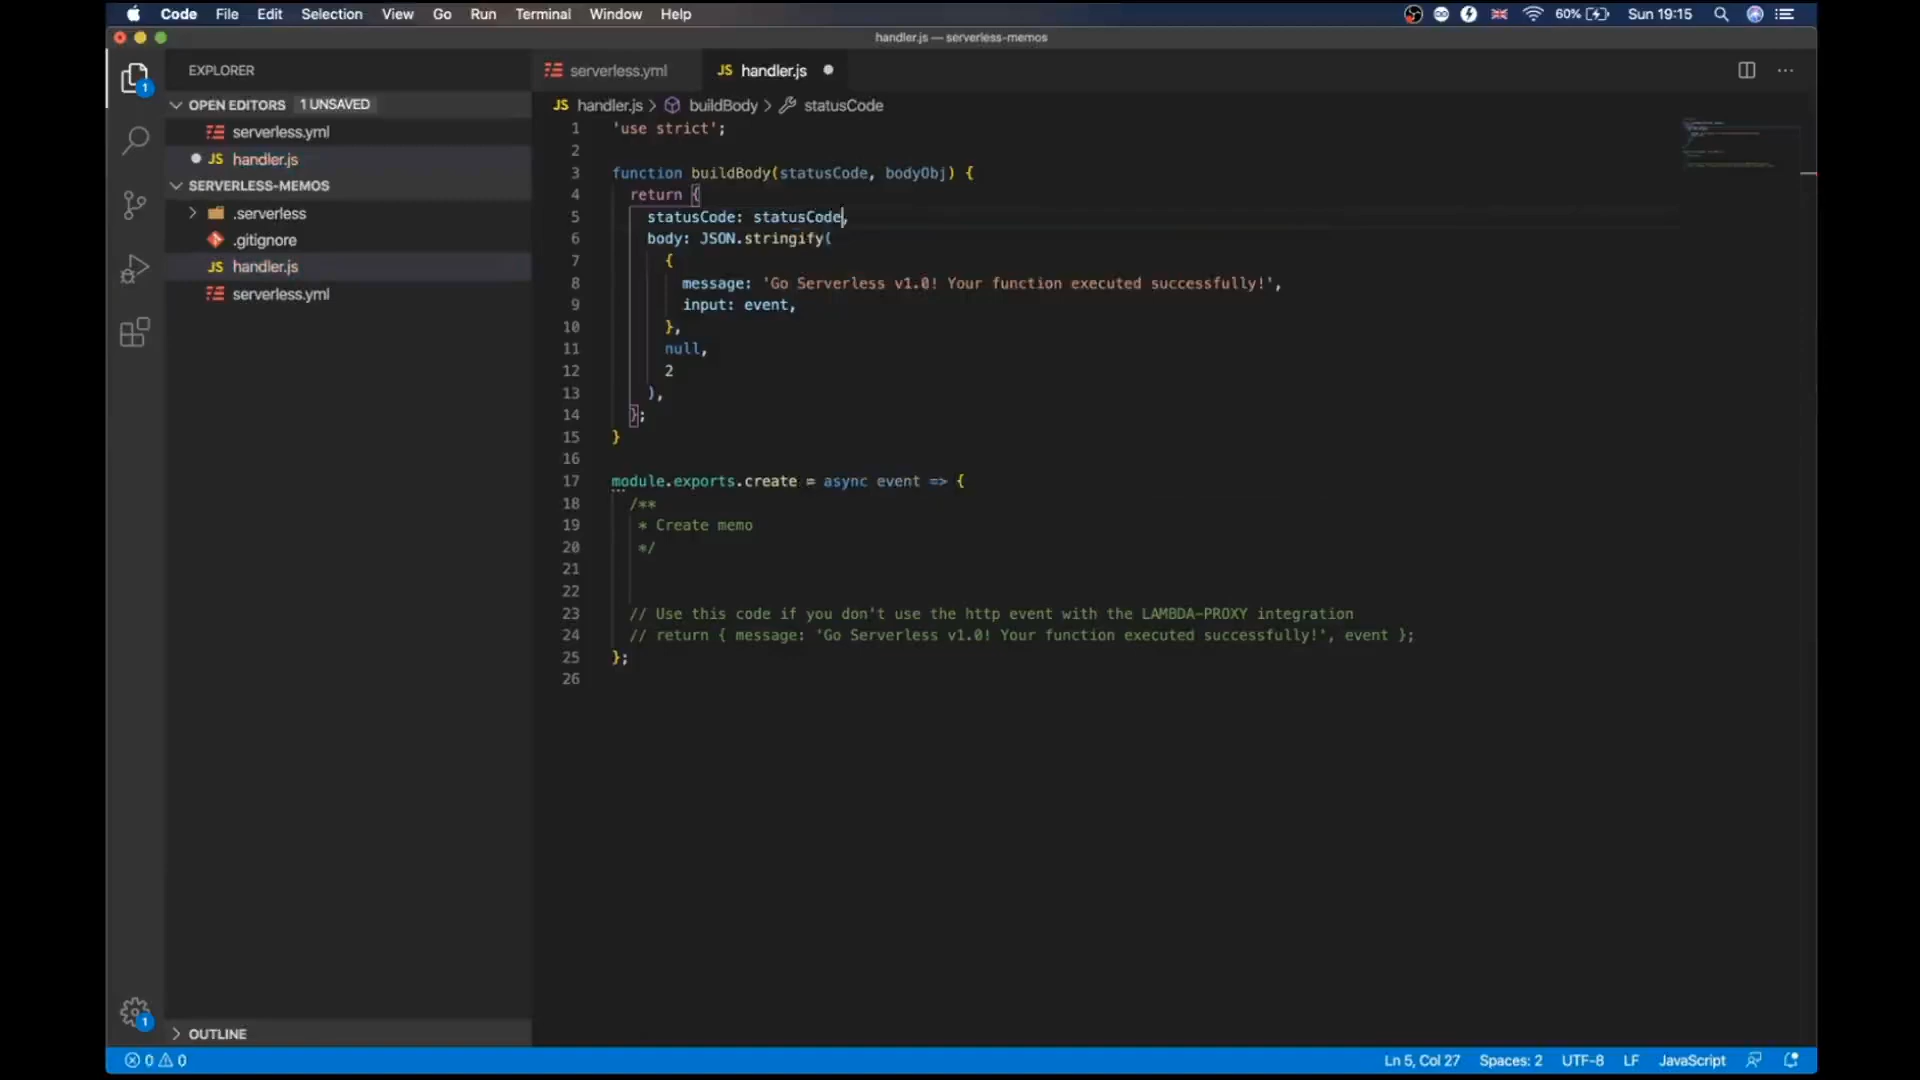 Code File Edit Selection View Go Run Terminal Window Help 60% Sun 19:15
handler.js — serverless-memos
EXPLORER
OPEN EDITORS 1 UNSAVED
serverless.yml
JS handler.js
SERVERLESS-MEMOS
.serverless
.gitignore
JS handler.js
serverless.yml
OUTLINE
1
1
serverless.yml JS handler.js
JS handler.js > buildBody > statusCode
1 'use strict';
2
3 function buildBody(statusCode, bodyObj) {
4 return {
5 statusCode: statusCode,
6 body: JSON.stringify(
7 {
8 message: 'Go Serverless v1.0! Your function executed successfully!',
9 input: event,
10 },
11 null,
12 2
13 ),
14 };
15 }
16
17 module.exports.create = async event => {
18 /**
19 * Create memo
20 */
21
22
23 // Use this code if you don't use the http event with the LAMBDA-PROXY integration
24 // return { message: 'Go Serverless v1.0! Your function executed successfully!', event };
25 };
26
0 0 Ln 5, Col 27 Spaces: 2 UTF-8 LF JavaScript